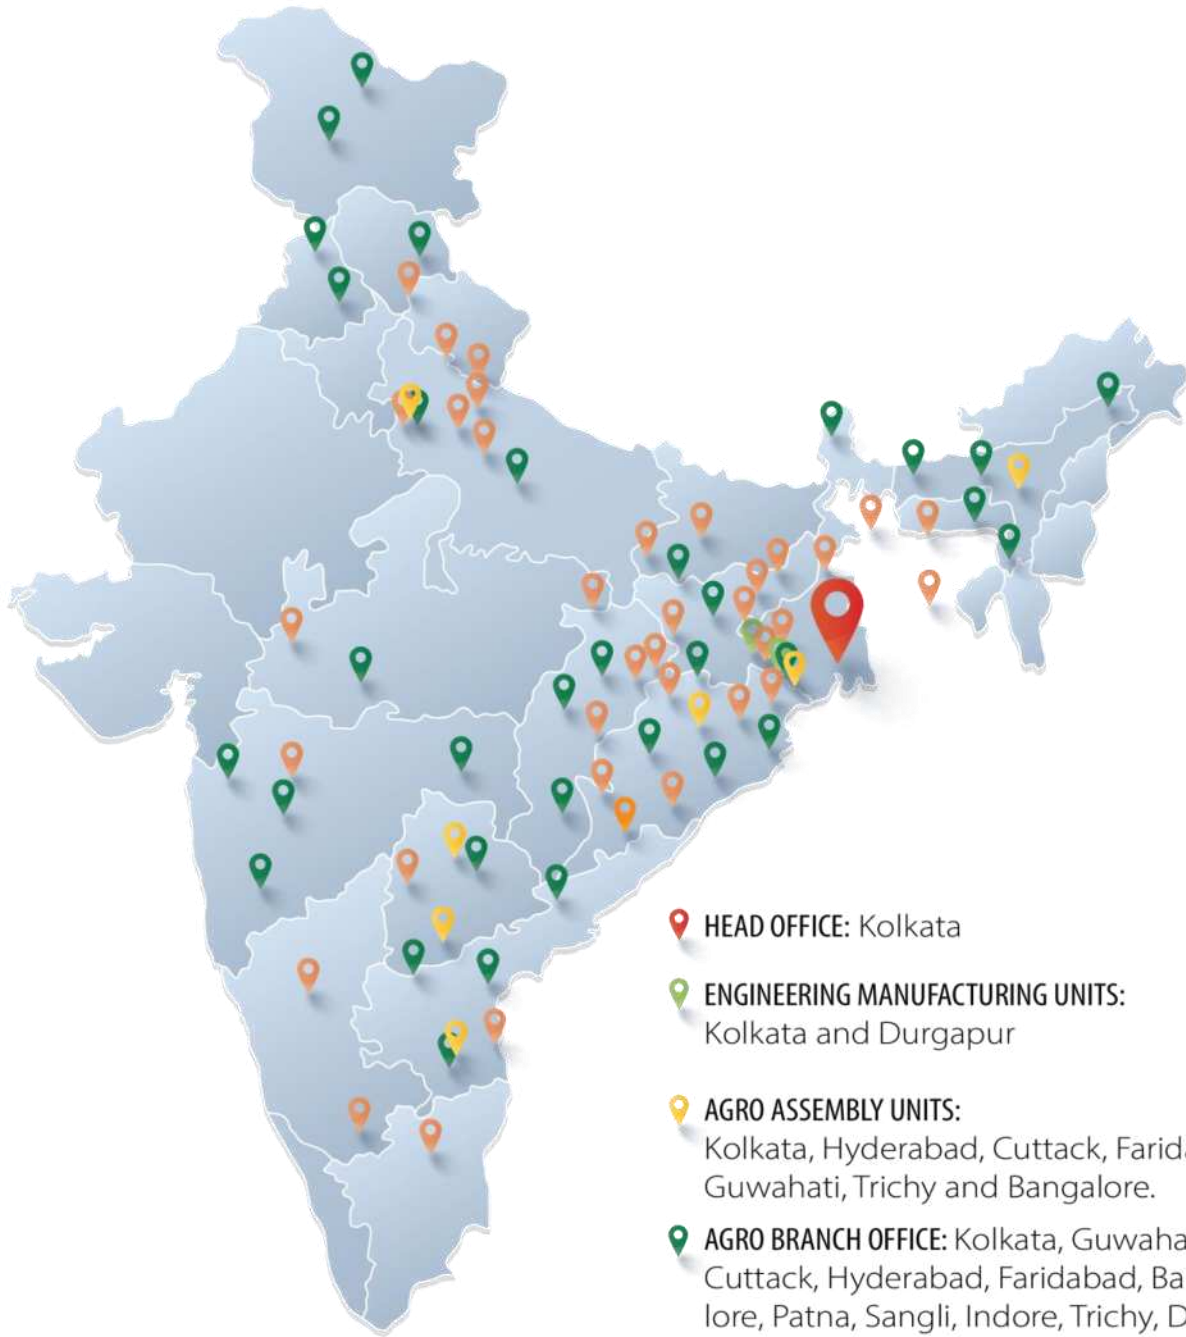 HEAD OFFICE: Kolkata
ENGINEERING MANUFACTURING UNITS:
Kolkata and Durgapur
AGRO ASSEMBLY UNITS:
Kolkata, Hyderabad, Cuttack,
Guwahati, Trichy and Bangalore.
AGRO BRANCH OFFICE: Kolkata,
Cuttack, Hyderabad, Faridabad,
lore, Patna, Sangli, Indore, Trichy,